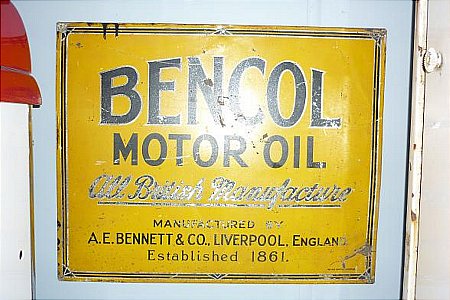 BENCOL
MOTOR OIL.
All British Manufacture
MANUFACTURED BY
A.E. BENNETT & CO., LIVERPOOL, ENGLAND.
Established 1861.